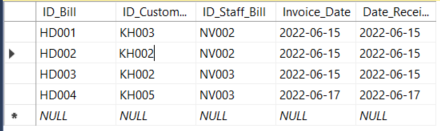 ID_Bill ID_Custom... ID_Staff_Bill Invoice_Date Date_Recei...
HD001 KH003 NV002 2022-06-15 2022-06-15
HD002 KH002 NV002 2022-06-15 2022-06-15
HD003 KH002 NV003 2022-06-15 2022-06-15
HD004 KH005 NV003 2022-06-17 2022-06-17
* NULL NULL NULL NULL NULL